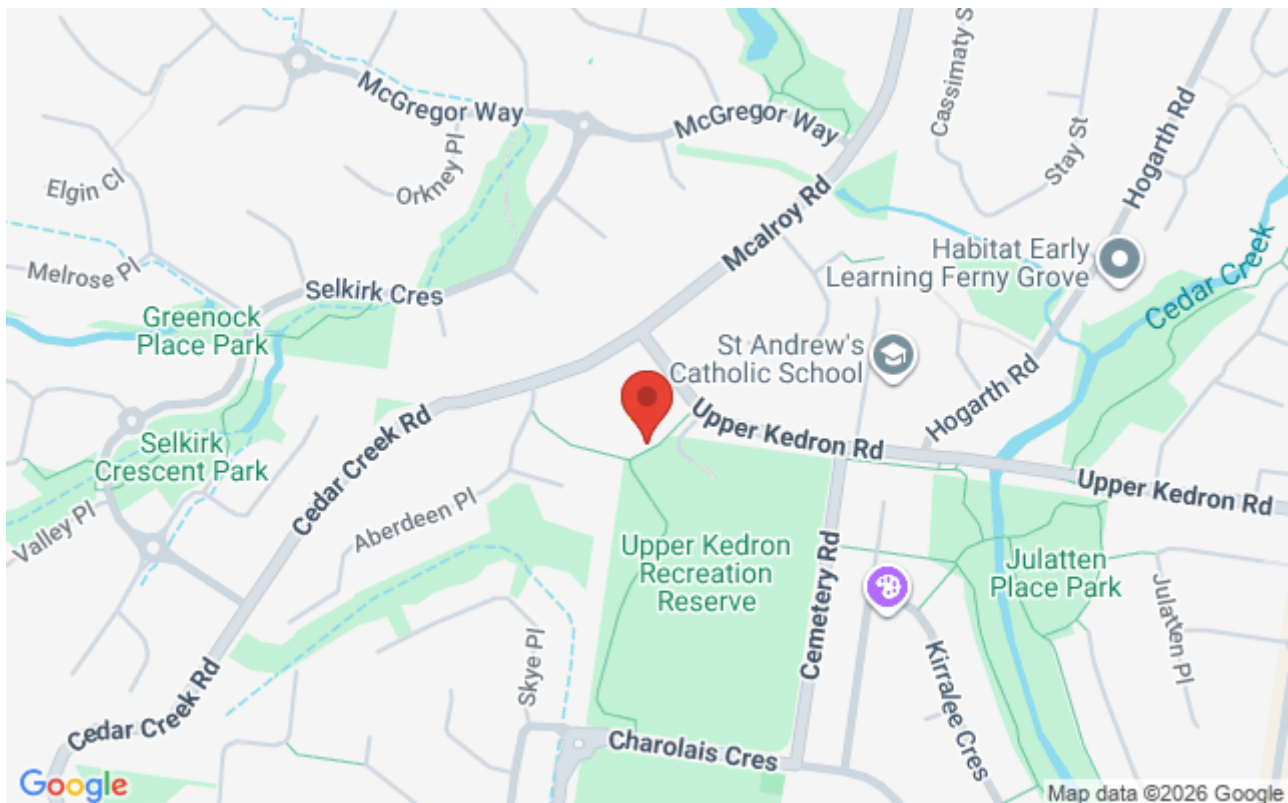 McGregor Way
McGregor Way
Cassimaty S
Stay St
Hogarth Rd
Elgin Cl
Orkney Pl
Mcalroy Rd
Melrose Pl
Selkirk Cres
Habitat Early
Learning Ferny Grove
Cedar Creek
Greenock
Place Park
St Andrew's
Catholic School
Hogarth Rd
Cedar Creek Rd
Upper Kedron Rd
Selkirk
Crescent Park
Upper Kedron Rd
Valley Pl
Aberdeen Pl
Upper Kedron
Recreation
Reserve
Cemetery Rd
Julatten
Place Park
Julatten Pl
Skye Pl
Kirralee Cres
Cedar Creek Rd
Charolais Cres
Google
Map data ©2026 Google